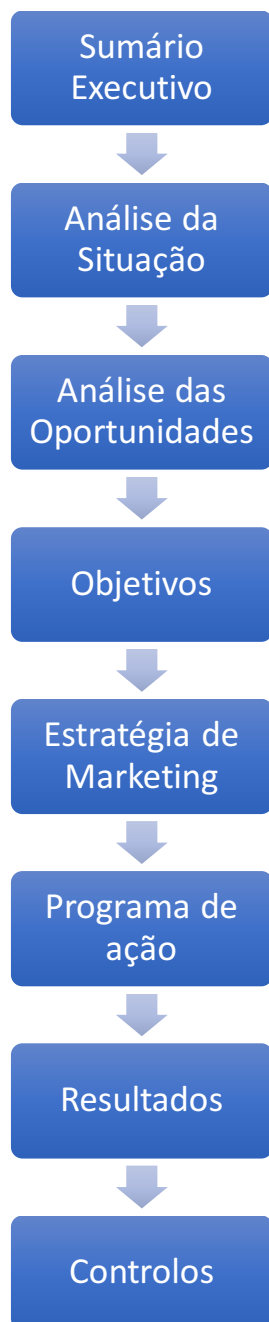 Sumário
Executivo
Análise da
Situação
Análise das
Oportunidades
Objetivos
Estratégia de
Marketing
Programa de
ação
Resultados
Controlos